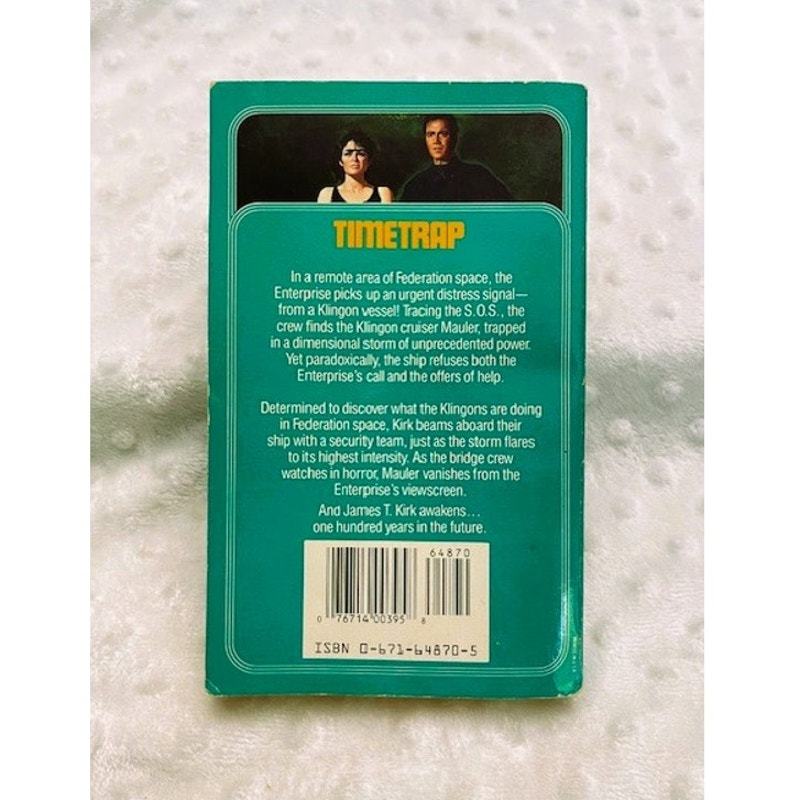 TIMETRAP
In a remote area of Federation space, the
Enterprise picks up an urgent distress signal—
from a Klingon vessel! Tracing the S.O.S., the
crew finds the Klingon cruiser Mauler, trapped
in a dimensional storm of unprecedented power.
Yet paradoxically, the ship refuses both the
Enterprise's call and the offers of help.
Determined to discover what the Klingons are doing
in Federation space, Kirk beams aboard their
ship with a security team, just as the storm flares
to its highest intensity. As the bridge crew
watches in horror, Mauler vanishes from the
Enterprise's viewscreen.
And James T. Kirk awakens...
one hundred years in the future.
64870
0 76714 00395 8
ISBN 0-671-64870-5